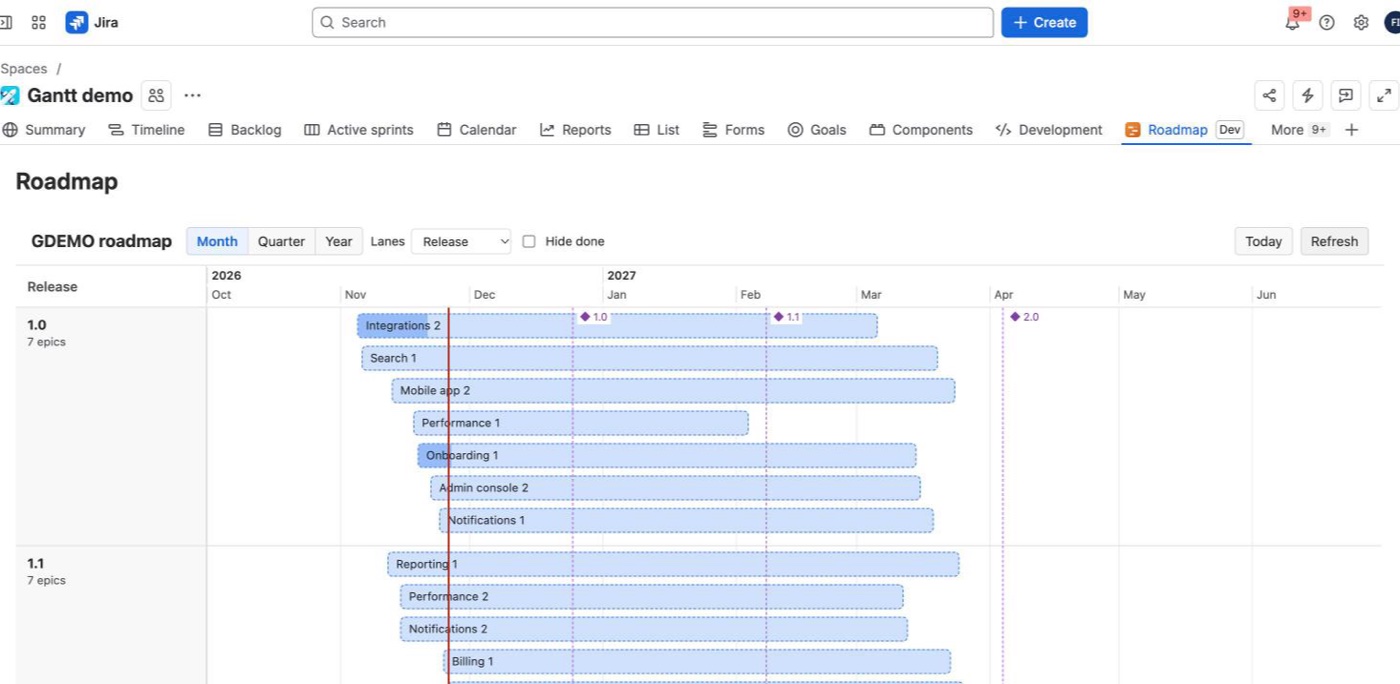 Jira
Search
+ Create
9+
Spaces /
Gantt demo
Summary Timeline Backlog Active sprints Calendar Reports List Forms Goals Components Development Roadmap Dev More 9+
Roadmap
GDEMO roadmap Month Quarter Year Lanes Release Hide done Today Refresh
Release
2026 2027
Oct Nov Dec Jan Feb Mar Apr May Jun
1.0
7 epics
1.0 1.1 2.0
Integrations 2
Search 1
Mobile app 2
Performance 1
Onboarding 1
Admin console 2
Notifications 1
1.1
7 epics
Reporting 1
Performance 2
Notifications 2
Billing 1